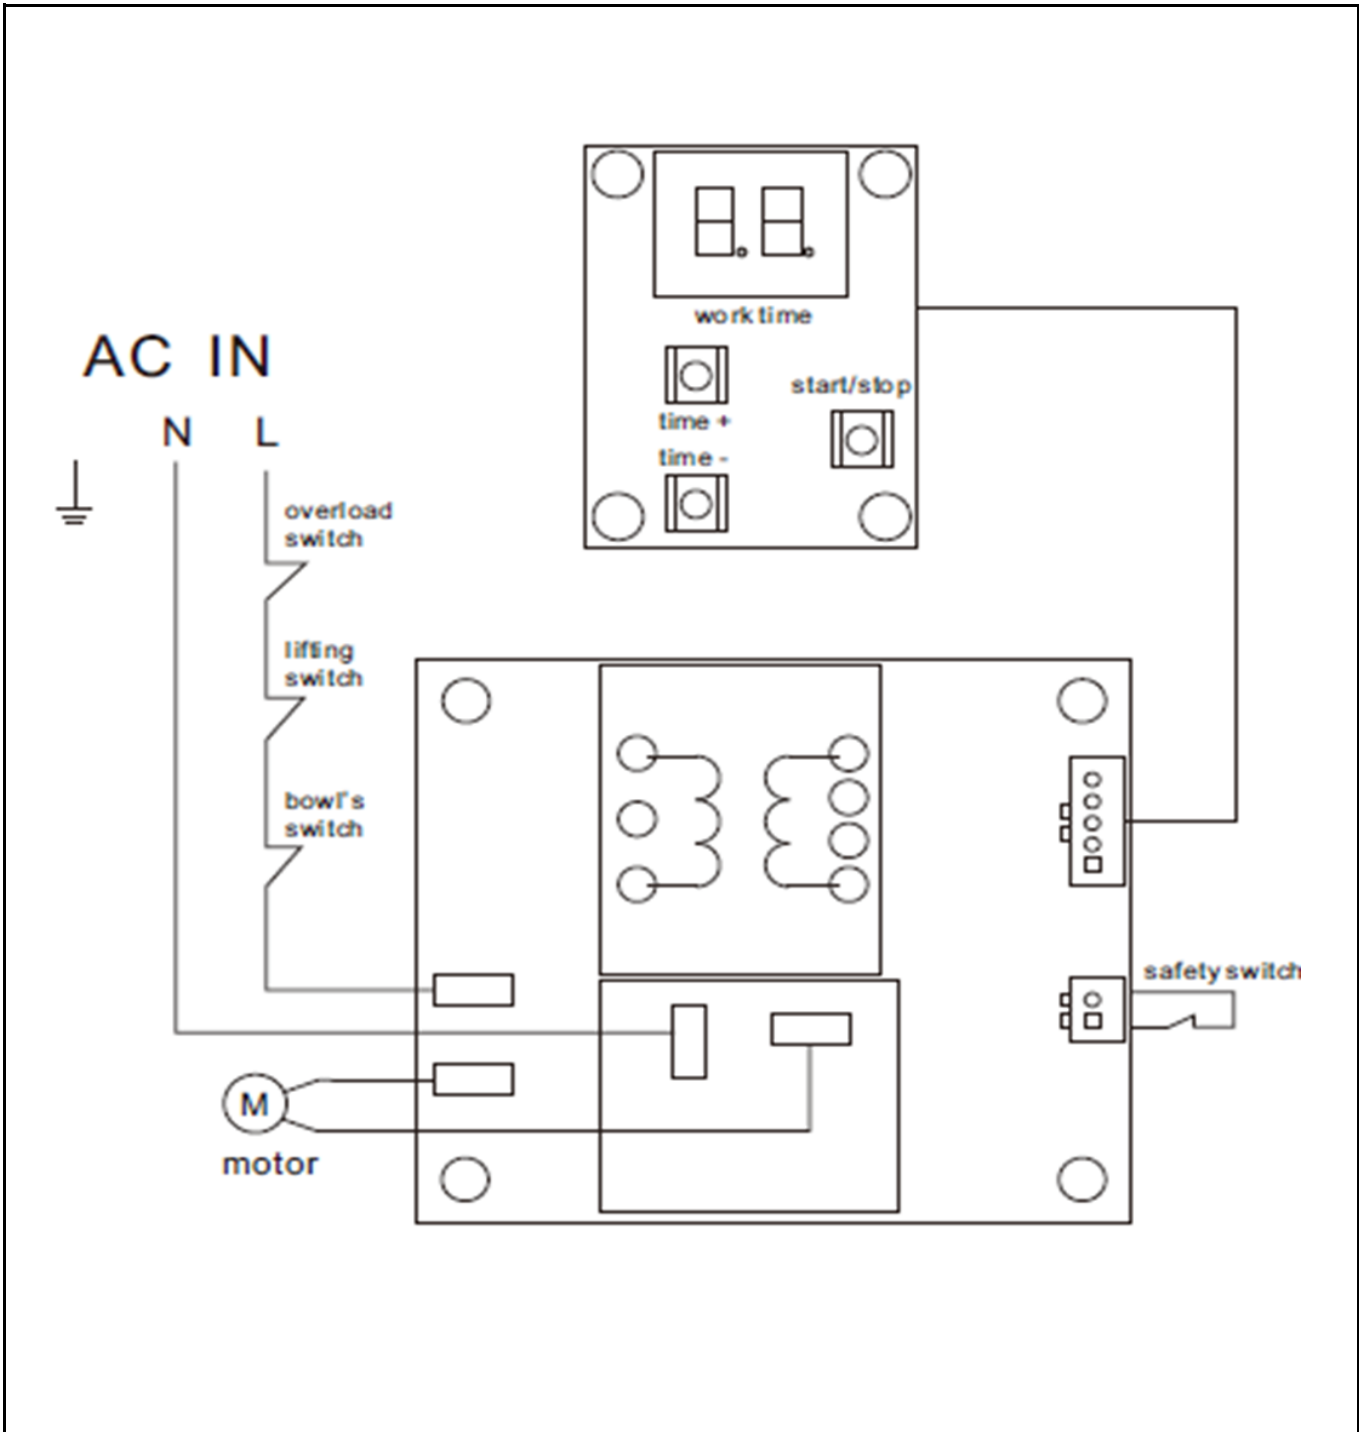 work time
AC IN
start/stop
time +
N L
time -
overload
switch
lifting
switch
bowl's
switch
safety switch
M
motor